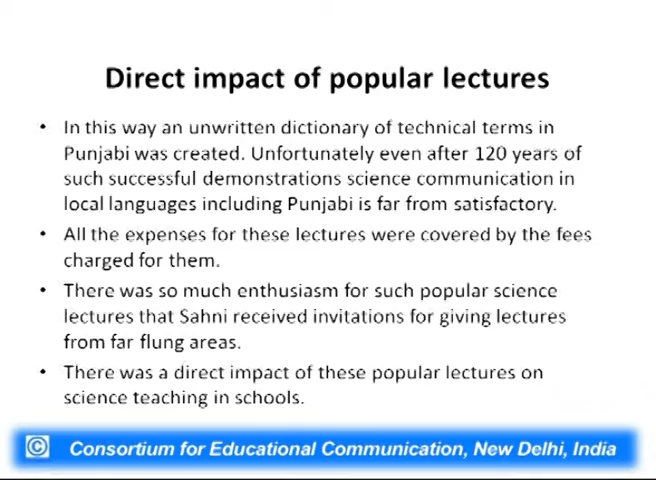 Direct impact of popular lectures
• In this way an unwritten dictionary of technical terms in
Punjabi was created. Unfortunately even after 120 years of
such successful demonstrations science communication in
local languages including Punjabi is far from satisfactory.
• All the expenses for these lectures were covered by the fees
charged for them.
• There was so much enthusiasm for such popular science
lectures that Sahni received invitations for giving lectures
from far flung areas.
• There was a direct impact of these popular lectures on
science teaching in schools.
© Consortium for Educational Communication, New Delhi, India